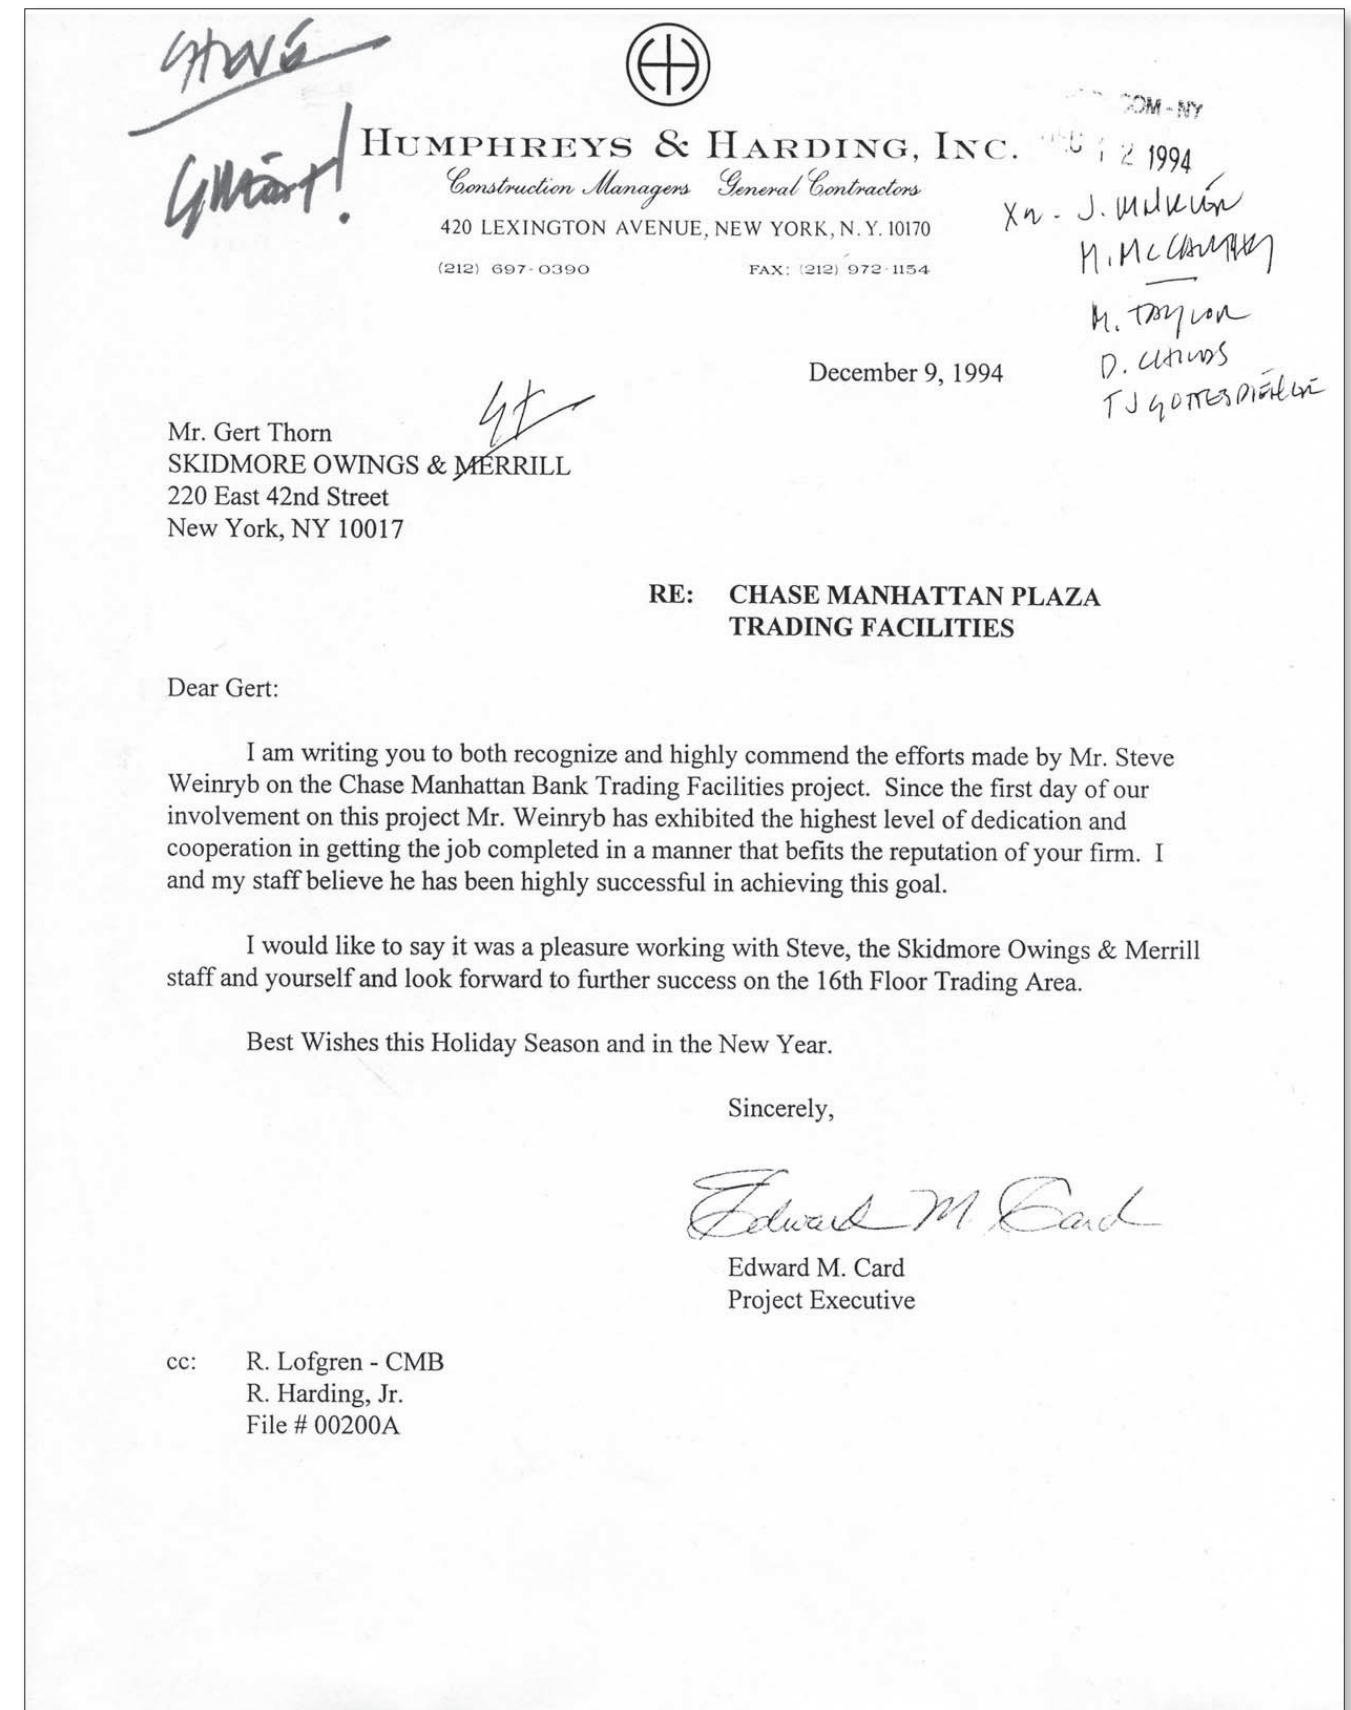 STEVE
GREAT!
HUMPHREYS & HARDING, INC.
Construction Managers General Contractors
420 LEXINGTON AVENUE, NEW YORK, N.Y. 10170
(212) 697-0390 FAX: (212) 972-1154
COM-NY
12 1994
J.
M. McCAUGHEY
M. TAYLOR
D. CHILDS
TJ GOTTESDIENER
December 9, 1994
Mr. Gert Thorn
SKIDMORE OWINGS & MERRILL
220 East 42nd Street
New York, NY 10017
RE: CHASE MANHATTAN PLAZA
TRADING FACILITIES
Dear Gert:
I am writing you to both recognize and highly commend the efforts made by Mr. Steve
Weinryb on the Chase Manhattan Bank Trading Facilities project. Since the first day of our
involvement on this project Mr. Weinryb has exhibited the highest level of dedication and
cooperation in getting the job completed in a manner that befits the reputation of your firm. I
and my staff believe he has been highly successful in achieving this goal.
I would like to say it was a pleasure working with Steve, the Skidmore Owings & Merrill
staff and yourself and look forward to further success on the 16th Floor Trading Area.
Best Wishes this Holiday Season and in the New Year.
Sincerely,
Edward M. Card
Edward M. Card
Project Executive
cc: R. Lofgren - CMB
R. Harding, Jr.
File # 00200A